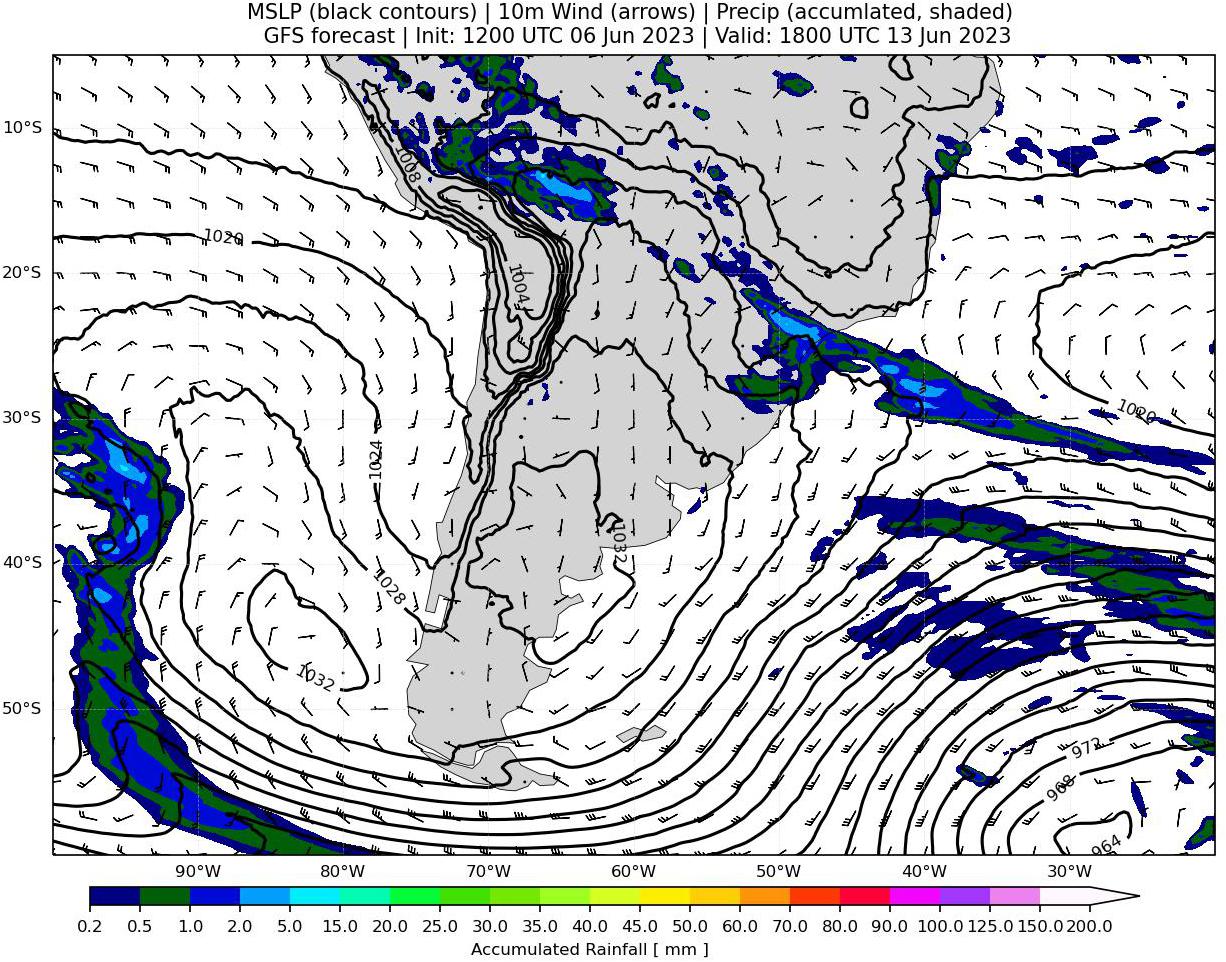 MSLP (black contours) | 10m Wind (arrows) | Precip (accumlated, shaded)
GFS forecast | Init: 1200 UTC 06 Jun 2023 | Valid: 1800 UTC 13 Jun 2023
10°S
1008
1020
20°S
1004
1020
30°S
1024
1032
40°S
1028
1032
50°S
972
968
964
90°W 80°W 70°W 60°W 50°W 40°W 30°W
0.2 0.5 1.0 2.0 5.0 10.0 15.0 20.0 25.0 30.0 35.0 40.0 45.0 50.0 60.0 70.0 80.0 90.0 100.0 125.0 150.0 200.0
Accumulated Rainfall [ mm ]